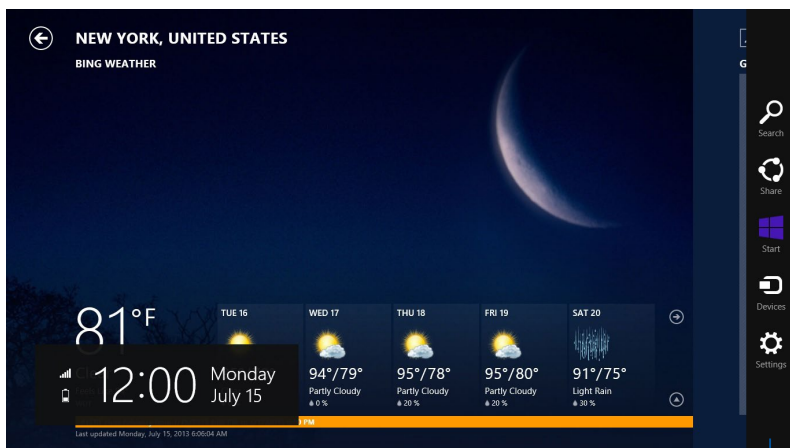 NEW YORK, UNITED STATES
BING WEATHER
G
Search
Share
Start
Devices
Settings
81°F
TUE 16
WED 17
94°/79°
Partly Cloudy
0 %
THU 18
95°/78°
Partly Cloudy
20 %
FRI 19
95°/80°
Partly Cloudy
20 %
SAT 20
91°/75°
Light Rain
30 %
12:00
Monday
July 15
PM
Last updated Monday, July 15, 2013 6:06:04 AM